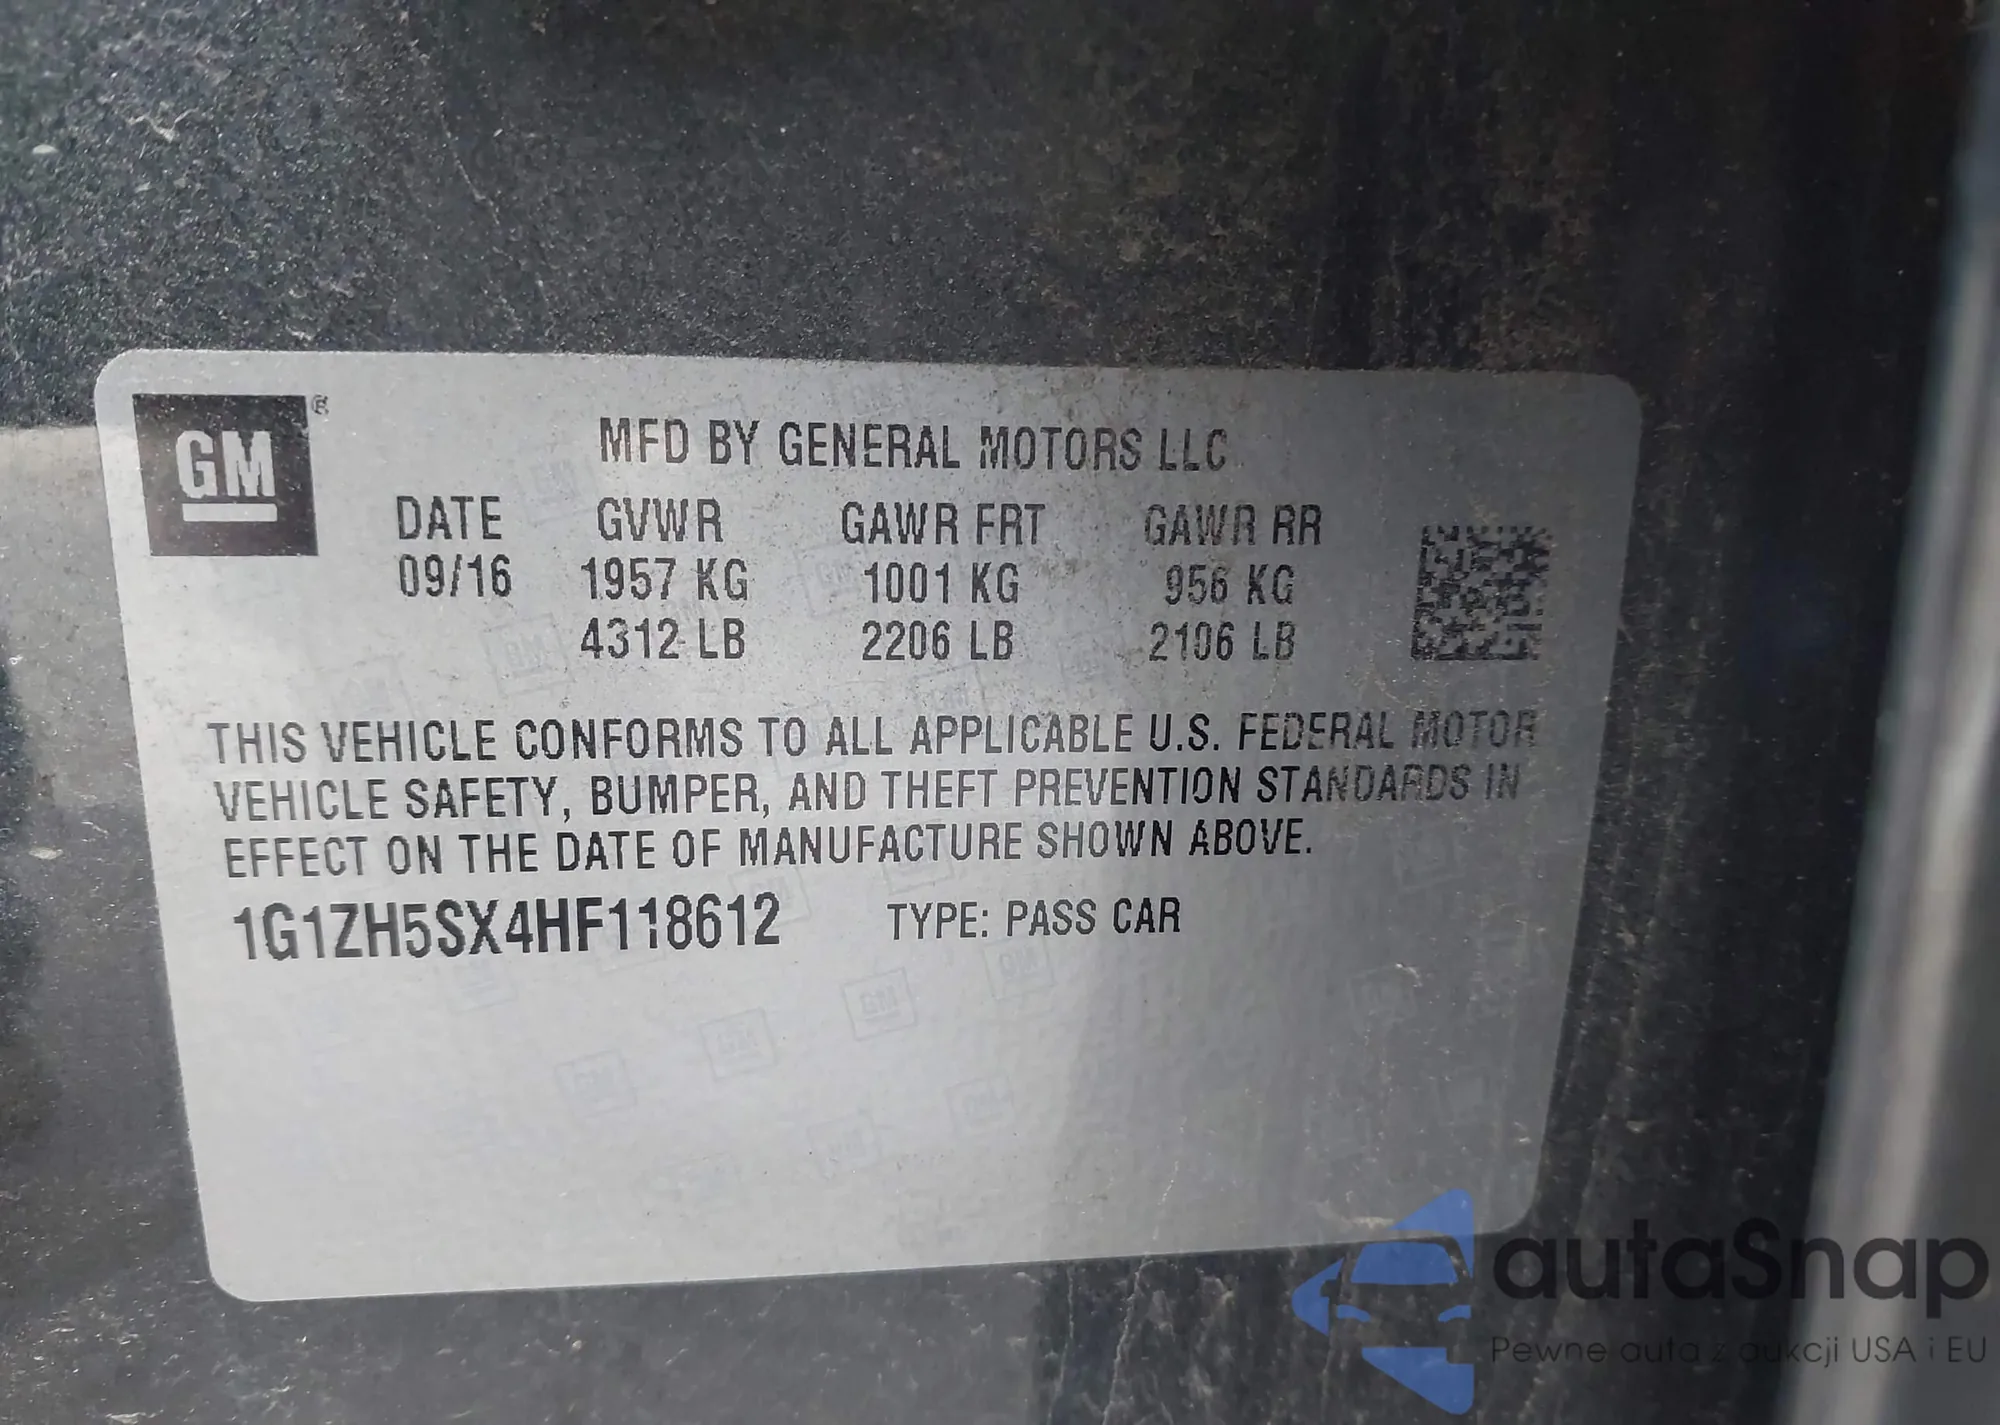 GM ®
MFD BY GENERAL MOTORS LLC
DATE GVWR GAWR FRT GAWR RR
09/16 1957 KG 1001 KG 956 KG
4312 LB 2206 LB 2106 LB
THIS VEHICLE CONFORMS TO ALL APPLICABLE U.S. FEDERAL MOTOR
VEHICLE SAFETY, BUMPER, AND THEFT PREVENTION STANDARDS IN
EFFECT ON THE DATE OF MANUFACTURE SHOWN ABOVE.
1G1ZH5SX4HF118612 TYPE: PASS CAR
autaSnap
Pewne auta z aukcji USA i EU